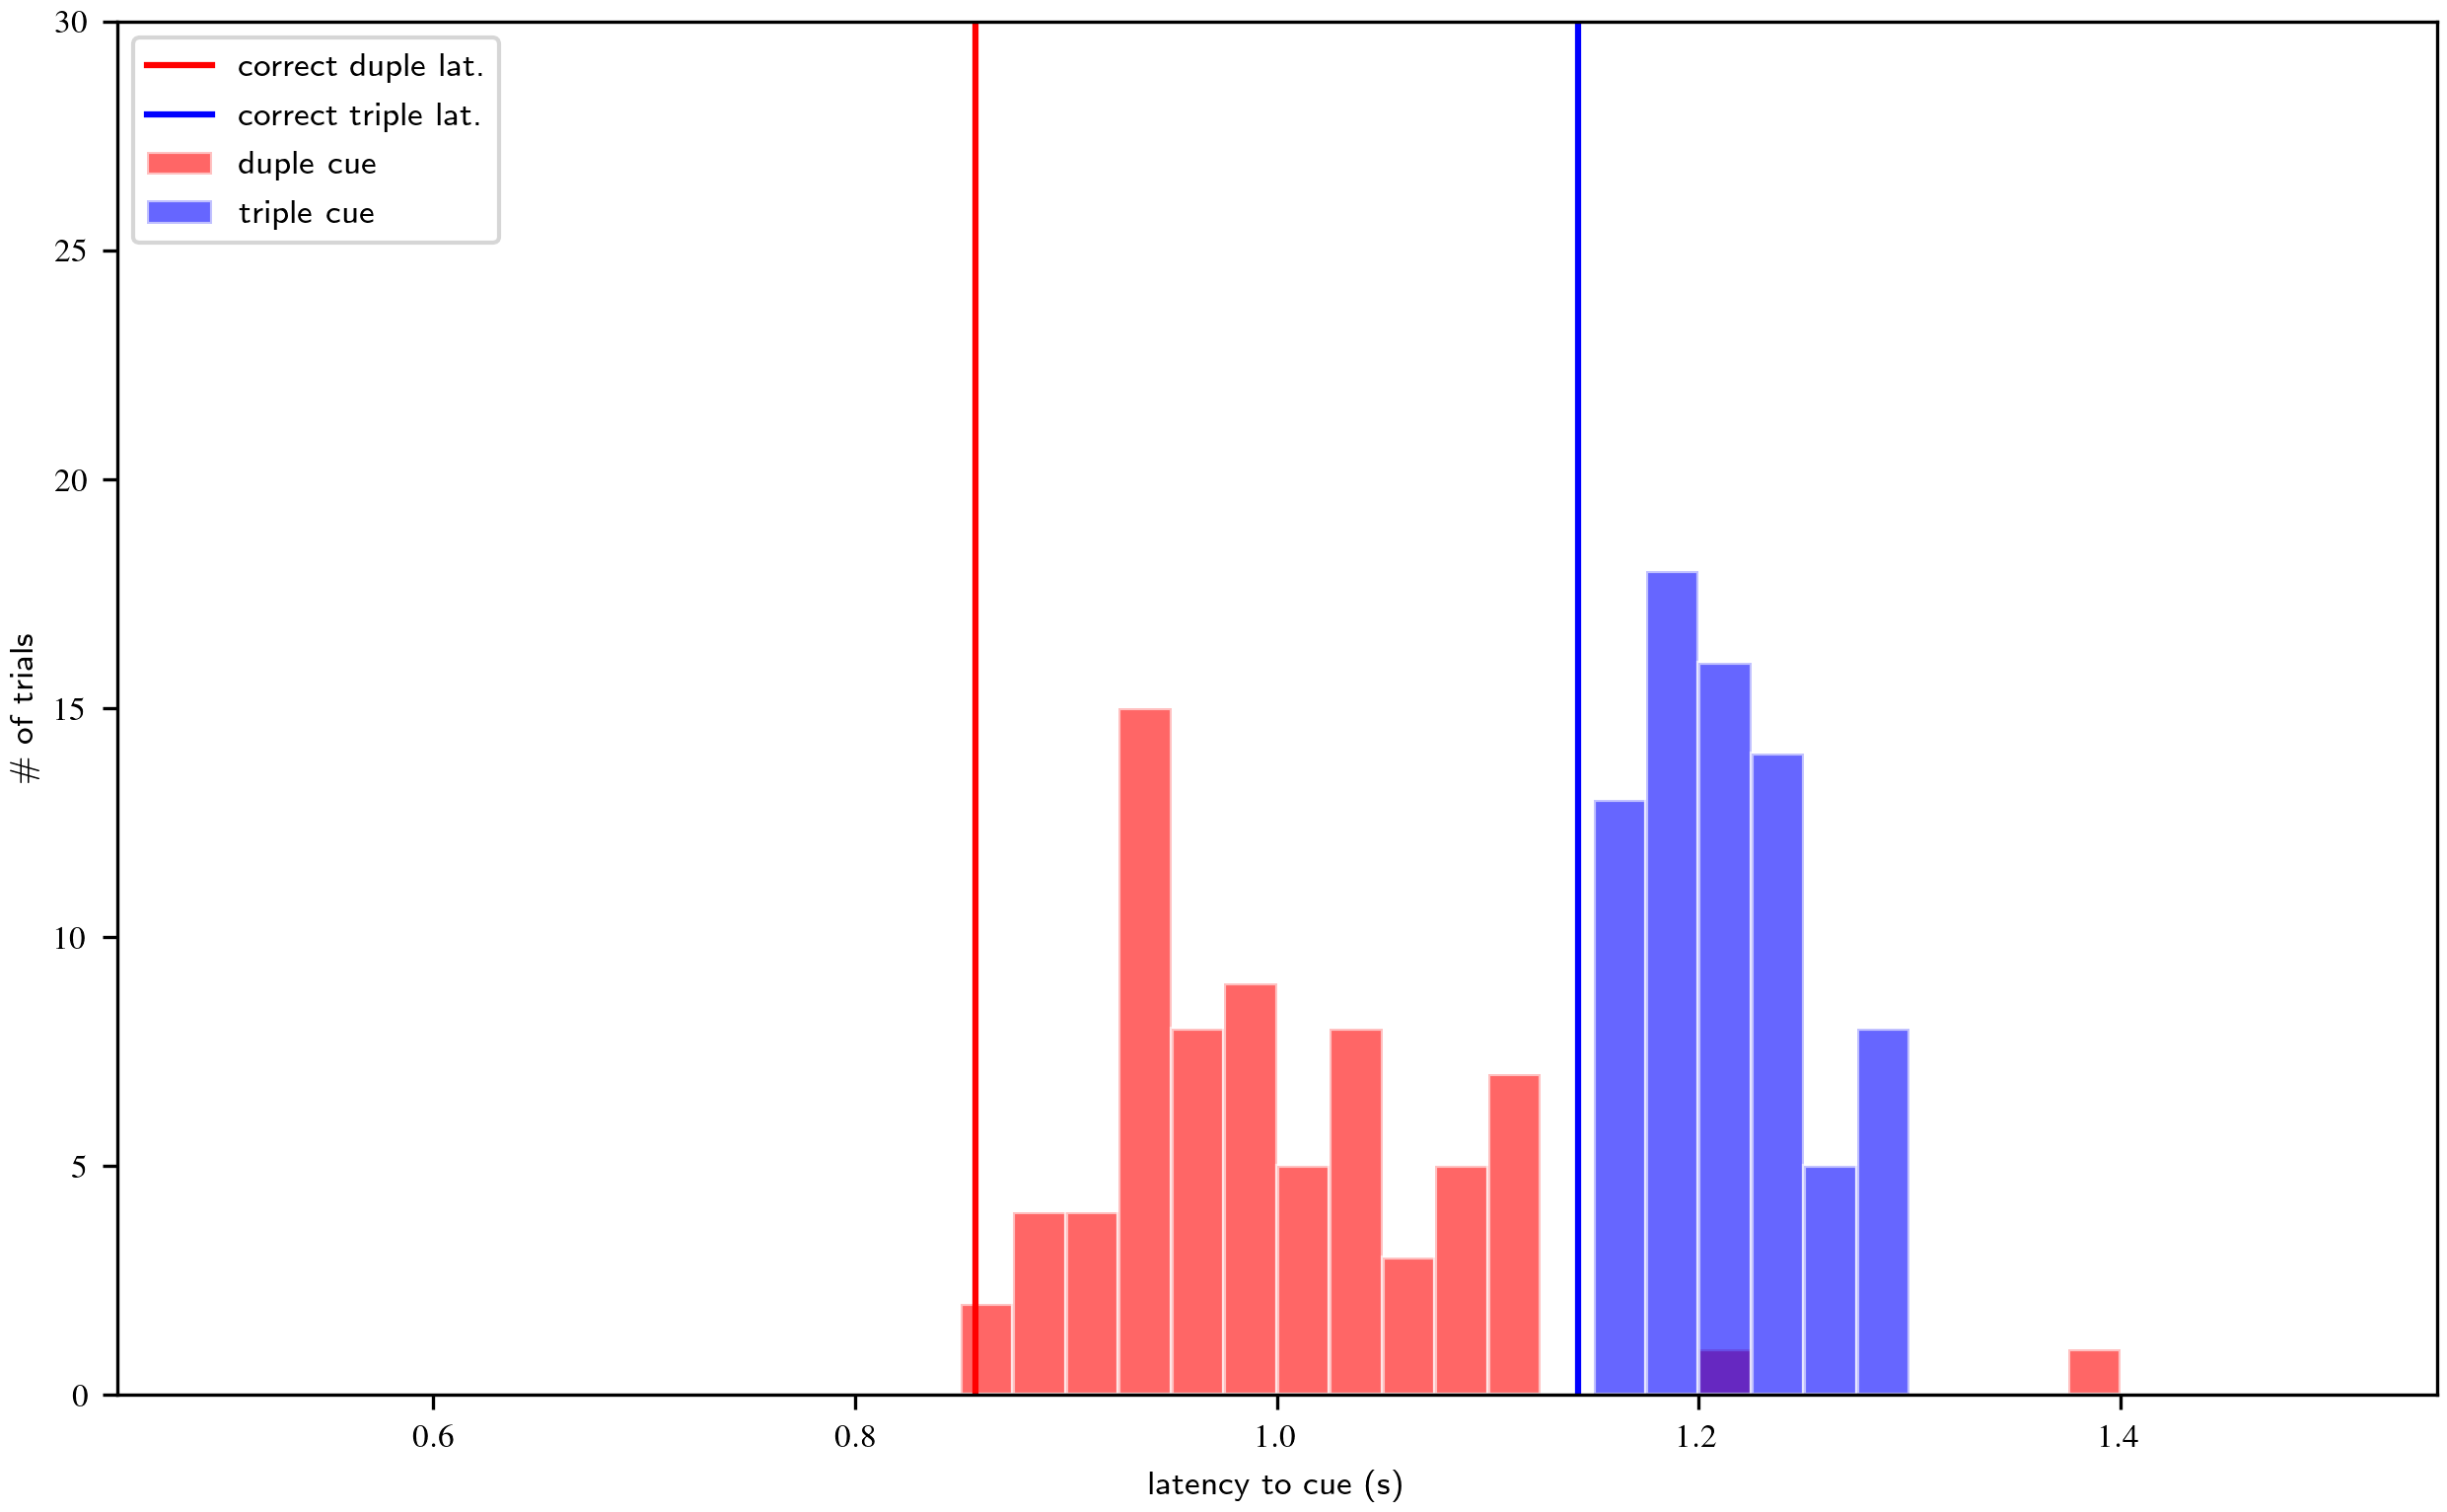 30
25
20
15
10
5
0
# of trials
correct duple lat.
correct triple lat.
duple cue
triple cue
0.6
0.8
1.0
1.2
1.4
latency to cue (s)